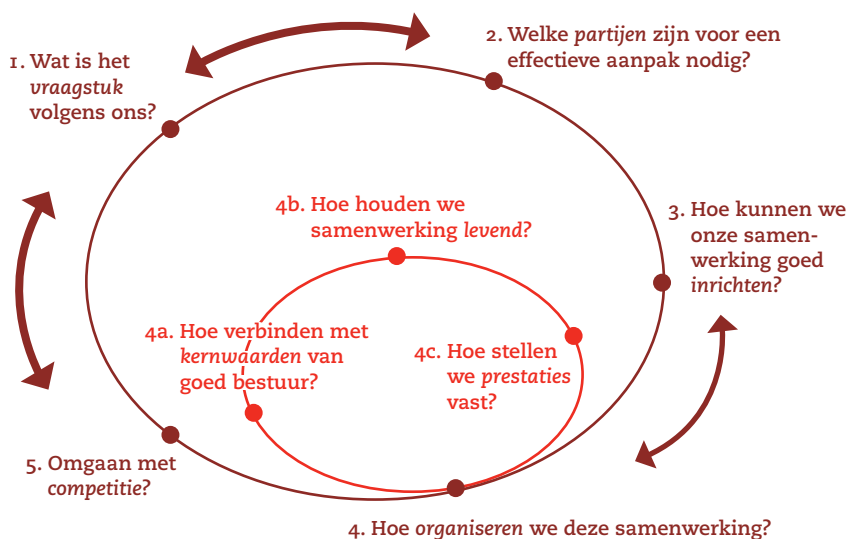 1. Wat is het
vraagstuk
volgens ons?
2. Welke partijen zijn voor een
effectieve aanpak nodig?
3. Hoe kunnen we
onze samen-
werking goed
inrichten?
4b. Hoe houden we
samenwerking levend?
4a. Hoe verbinden met
kernwaarden van
goed bestuur?
4c. Hoe stellen
we prestaties
vast?
5. Omgaan met
competitie?
4. Hoe organiseren we deze samenwerking?